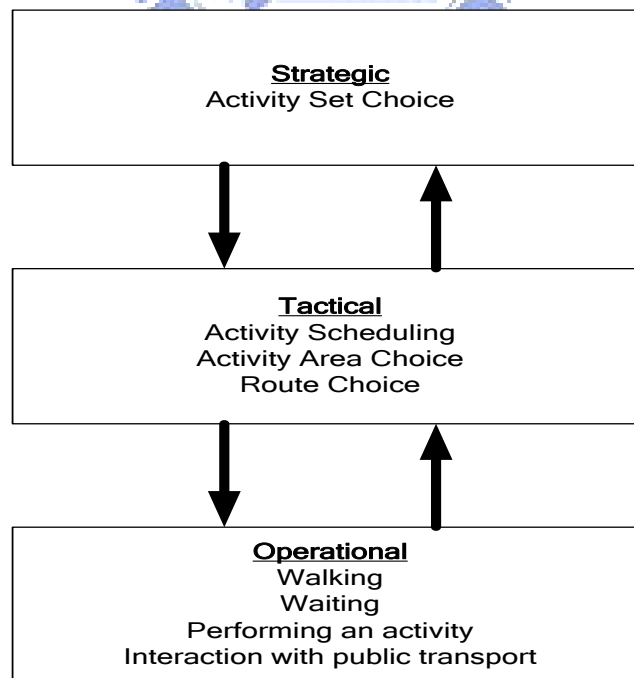 Strategic
Activity Set Choice
Tactical
Activity Scheduling
Activity Area Choice
Route Choice
Operational
Walking
Waiting
Performing an activity
Interaction with public transport